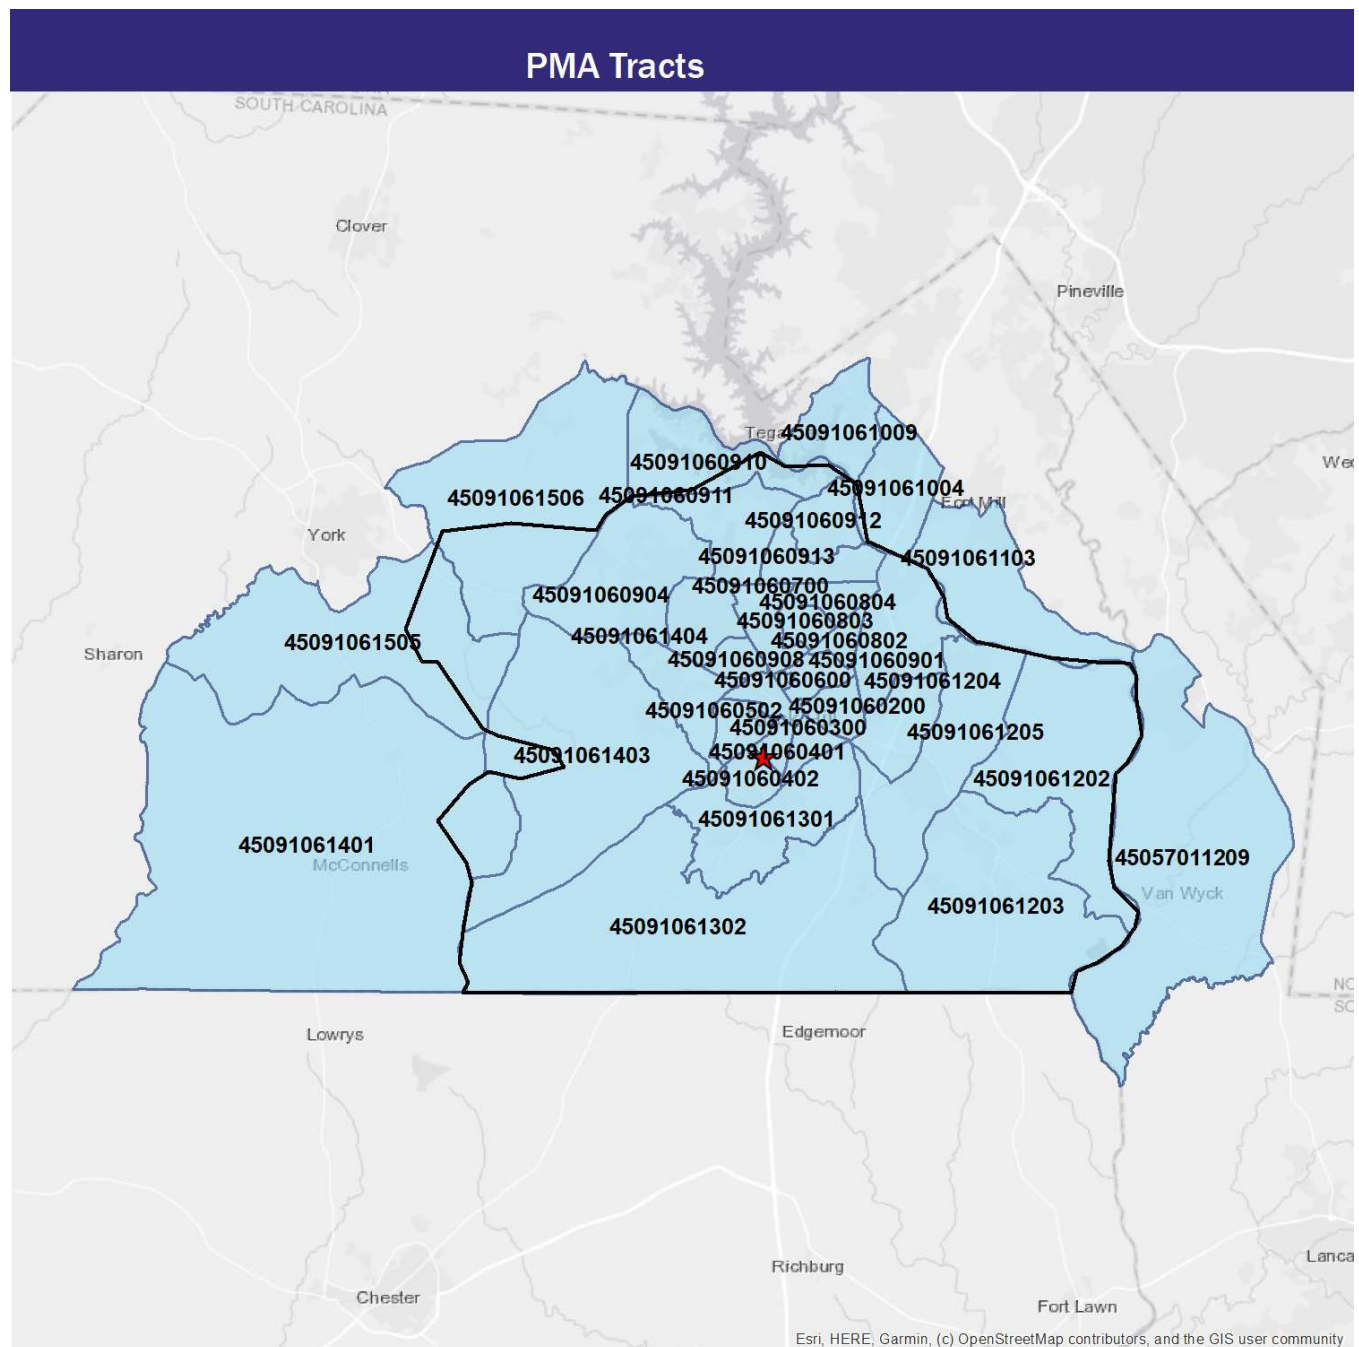 PMA Tracts
SOUTH CAROLINA
Clover
Pineville
45091061009
45091060910
45091061004
45091061506
45091060911
Fort Mill
45091060912
York
45091060913
45091061103
45091060700
45091060904
45091060804
45091060803
45091061404
45091060802
45091061505
Sharon
45091060908
45091060901
45091060600
45091061204
45091060502
45091060200
45091060300
45091061205
45091060401
45091061403
45091060402
45091061202
45091061301
45091061401
McConnells
45057011209
Van Wyck
45091061203
45091061302
Lowrys
Edgemoor
Richburg
Chester
Fort Lawn
Esri, HERE, Garmin, (c) OpenStreetMap contributors, and the GIS user community